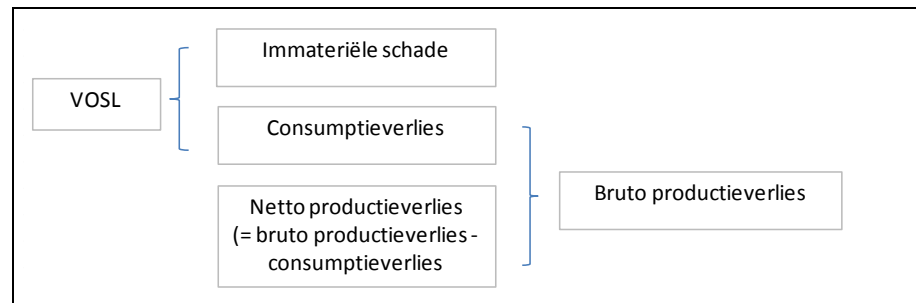 Immateriële schade
VOSL
Consumptieverlies
Netto productieverlies
(= bruto productieverlies -
consumptieverlies
Bruto productieverlies